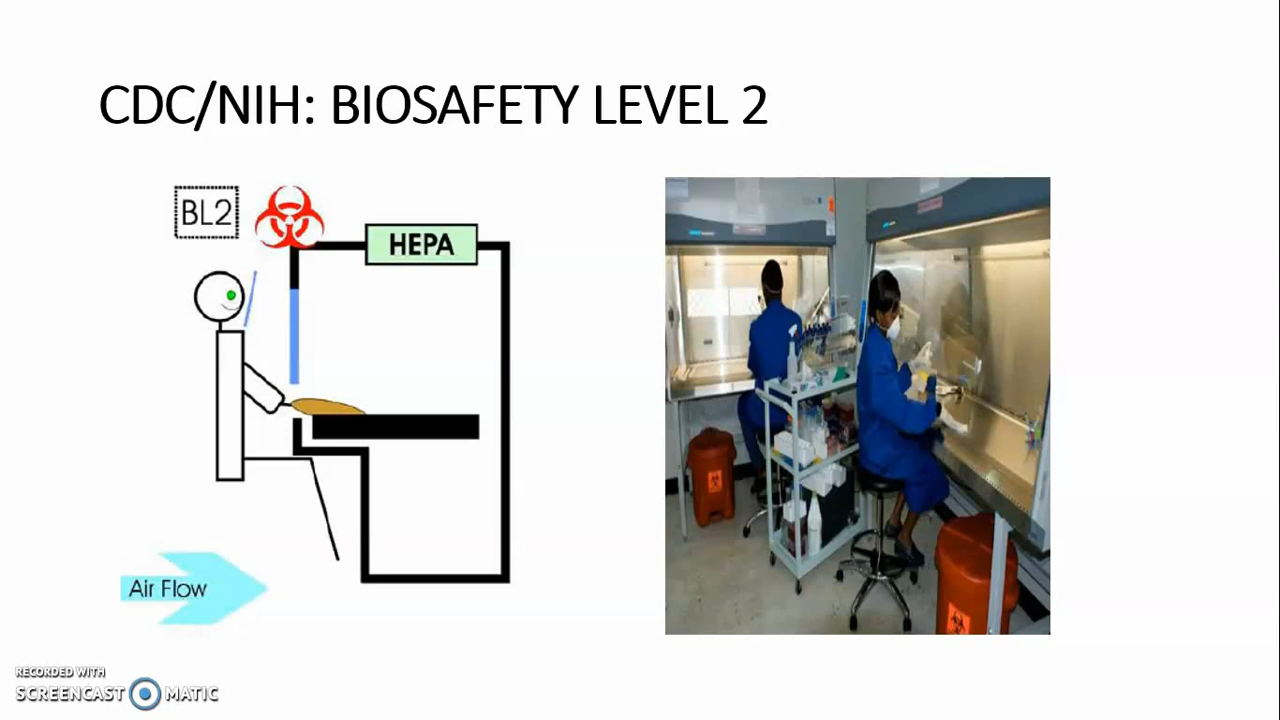 CDC/NIH: BIOSAFETY LEVEL 2
BL2
HEPA
Air Flow
RECORDED WITH
SCREENCAST MATIC